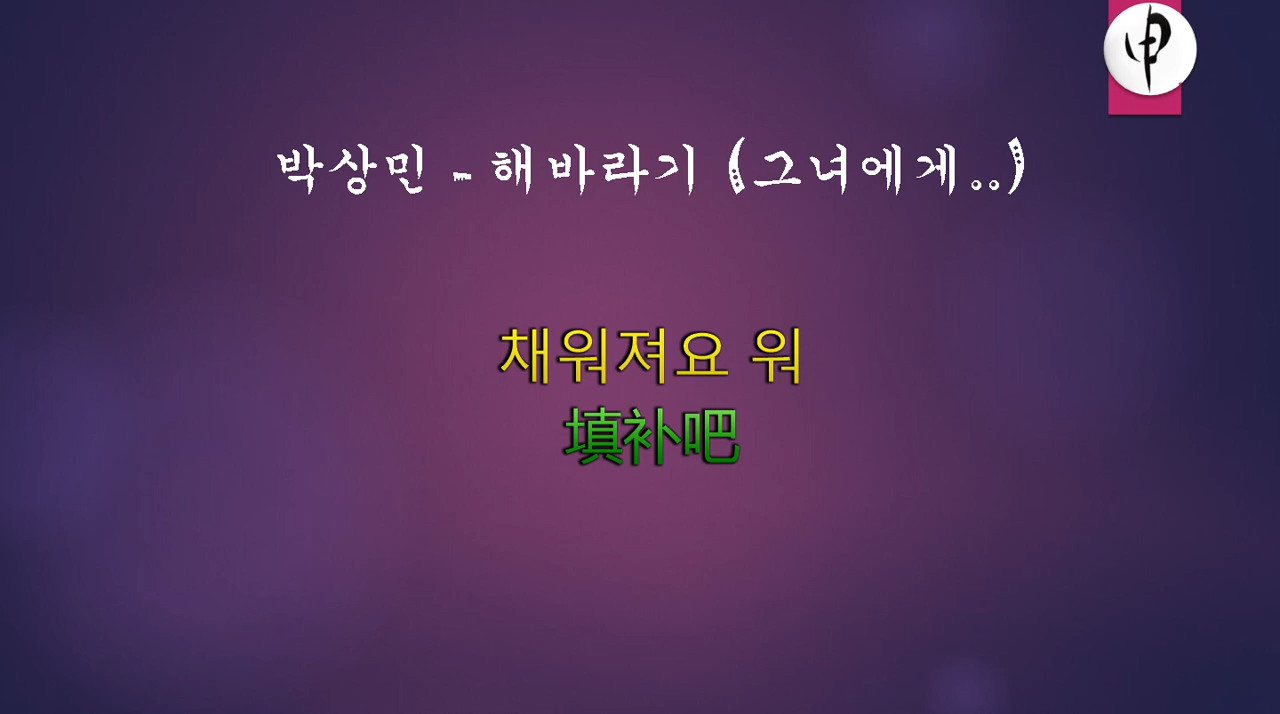 박상민 - 해바라기 (그녀에게..)
채워져요 워
填补吧